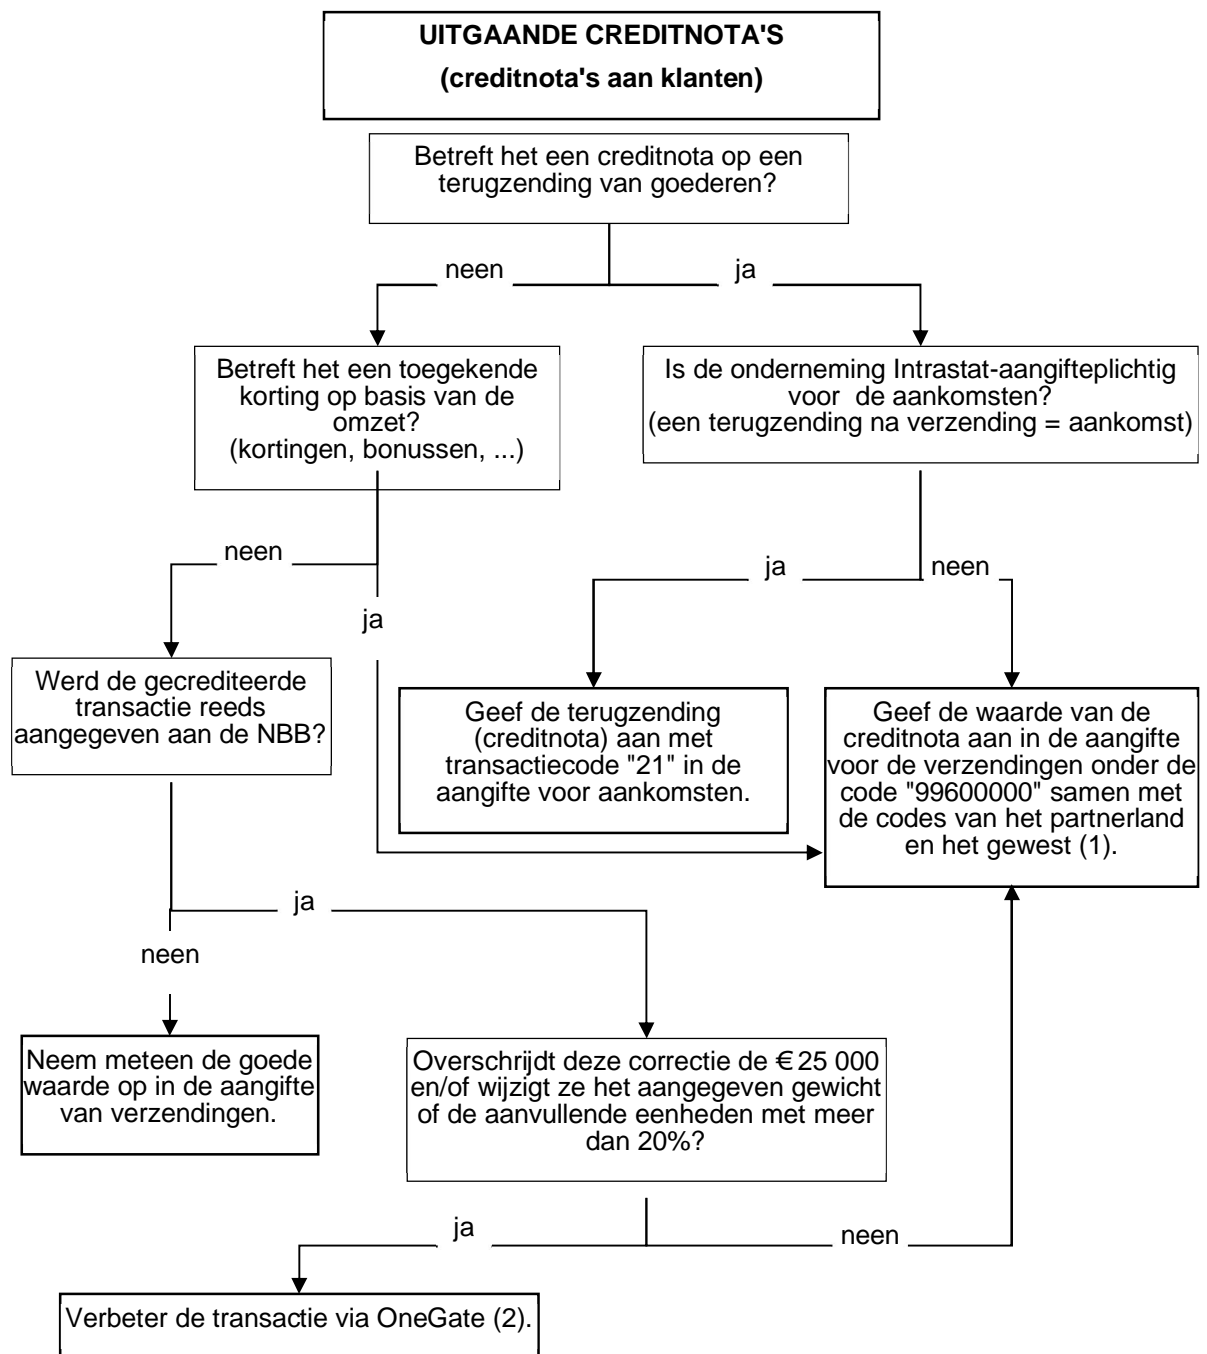 UITGAANDE CREDITNOTA'S
(creditnota's aan klanten)
Betreft het een creditnota op een
terugzending van goederen?
neen
ja
Betreft het een toegekende
korting op basis van de
omzet?
(kortingen, bonussen, ...)
Is de onderneming Intrastat-aangifteplichtig
voor de aankomsten?
(een terugzending na verzending = aankomst)
neen
ja
ja
neen
Werd de gecrediteerde
transactie reeds
aangegeven aan de NBB?
Geef de terugzending
(creditnota) aan met
transactiecode "21" in de
aangifte voor aankomsten.
Geef de waarde van de
creditnota aan in de aangifte
voor de verzendingen onder de
code "99600000" samen met
de codes van het partnerland
en het gewest (1).
ja
neen
Neem meteen de goede
waarde op in de aangifte
van verzendingen.
Overschrijdt deze correctie de € 25 000
en/of wijzigt ze het aangegeven gewicht
of de aanvullende eenheden met meer
dan 20%?
ja
neen
Verbeter de transactie via OneGate (2).